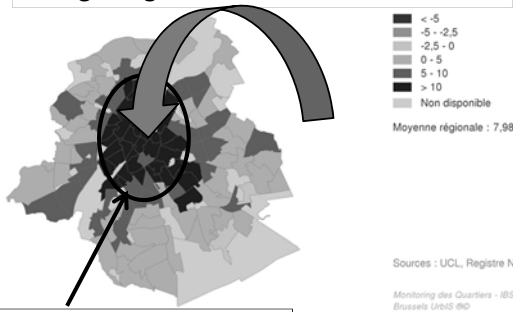 < -5
-5 - -2,5
-2,5 - 0
0 - 5
5 - 10
> 10
Non disponible
Moyenne régionale : 7,98
Sources : UCL, Registre N
Monitoring des Quartiers - IBS
Brussels UrbIS ®©